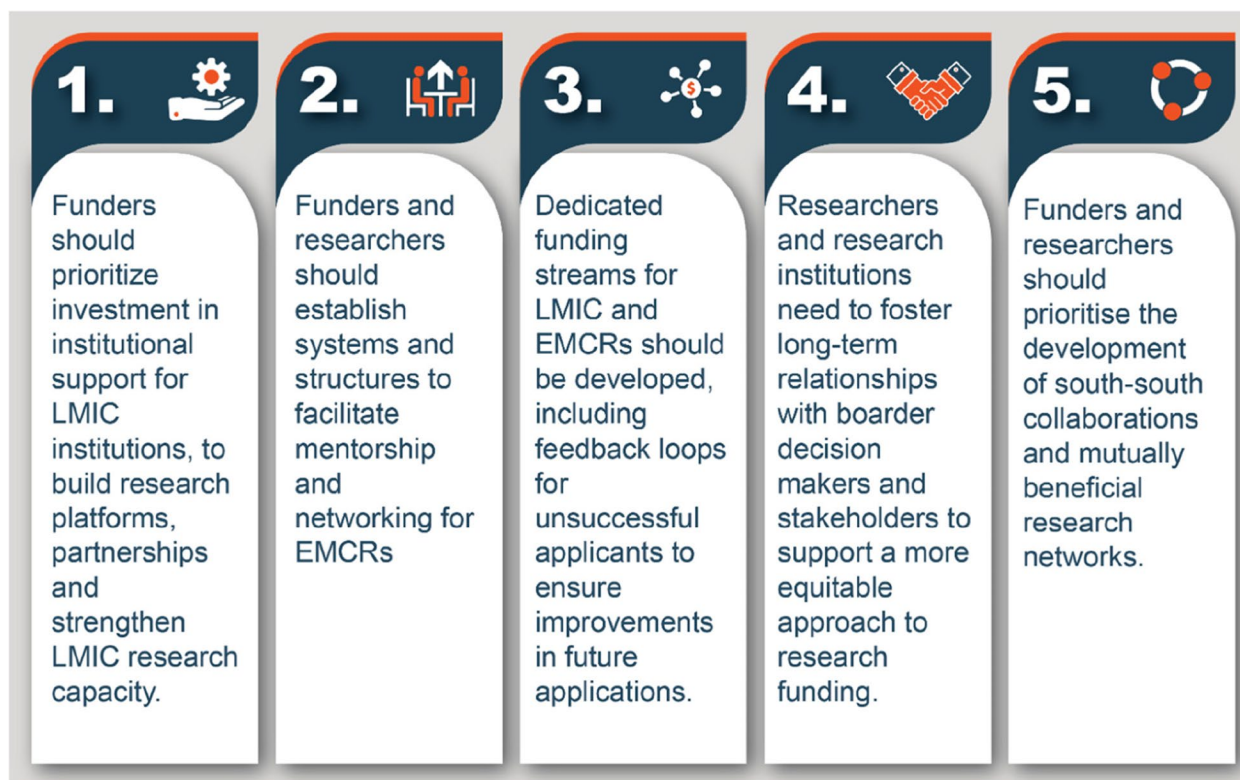 1.
Funders
should
prioritize
investment in
institutional
support for
LMIC
institutions, to
build research
platforms,
partnerships
and
strengthen
LMIC research
capacity.
2.
Funders and
researchers
should
establish
systems and
structures to
facilitate
mentorship
and
networking for
EMCRs
3.
$
Dedicated
funding
streams for
LMIC and
EMCRs should
be developed,
including
feedback loops
for
unsuccessful
applicants to
ensure
improvements
in future
applications.
4.
Researchers
and research
institutions
need to foster
long-term
relationships
with boarder
decision
makers and
stakeholders to
support a more
equitable
approach to
research
funding.
5.
Funders and
researchers
should
prioritise the
development
of south-south
collaborations
and mutually
beneficial
research
networks.